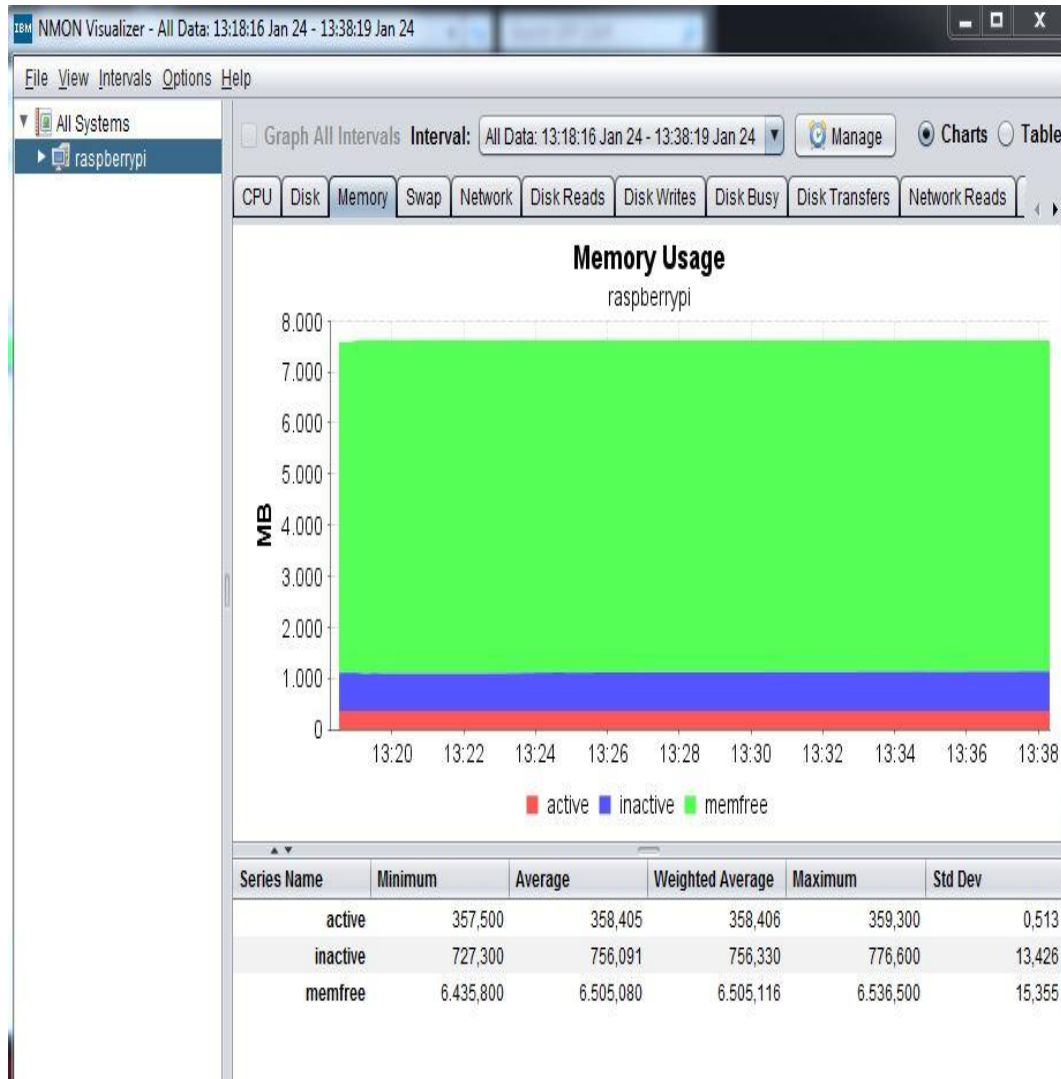 IBM NMON Visualizer - All Data: 13:18:16 Jan 24 - 13:38:19 Jan 24
X
File View Intervals Options Help
All Systems
raspberrypi
Graph All Intervals Interval: All Data: 13:18:16 Jan 24 - 13:38:19 Jan 24 Manage Charts Table
CPU Disk Memory Swap Network Disk Reads Disk Writes Disk Busy Disk Transfers Network Reads
Memory Usage
raspberrypi
8.000
7.000
6.000
5.000
4.000
3.000
2.000
1.000
0
MB
13:20 13:22 13:24 13:26 13:28 13:30 13:32 13:34 13:36 13:38
active inactive memfree
Series Name Minimum Average Weighted Average Maximum Std Dev
active 357,500 358,405 358,406 359,300 0,513
inactive 727,300 756,091 756,330 776,600 13,426
memfree 6.435,800 6.505,080 6.505,116 6.536,500 15,355